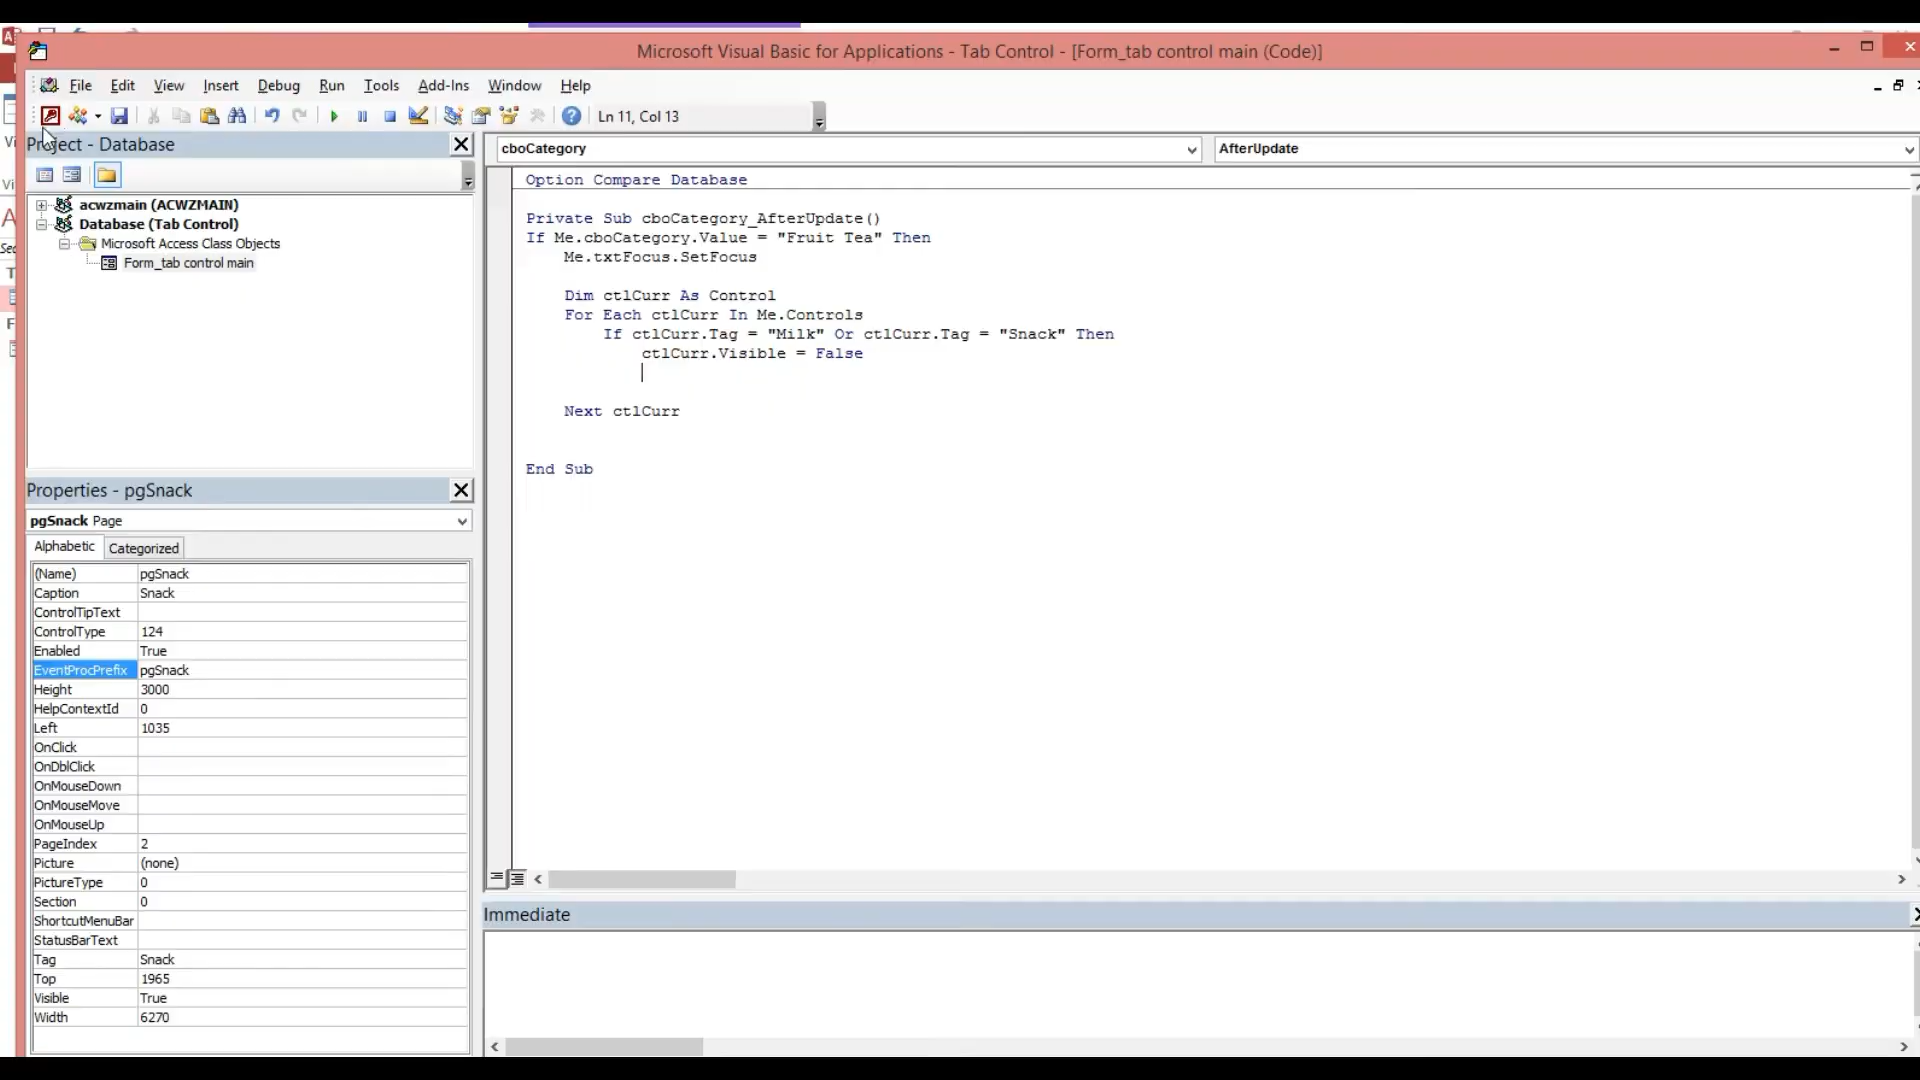 Microsoft Visual Basic for Applications - Tab Control - [Form_tab control main (Code)]
File Edit View Insert Debug Run Tools Add-Ins Window Help
Ln 11, Col 13
Project - Database
acwzmain (ACWZMAIN)
Database (Tab Control)
Microsoft Access Class Objects
Form_tab control main
Properties - pgSnack
pgSnack Page
Alphabetic Categorized
(Name) pgSnack
Caption Snack
ControlTipText
ControlType 124
Enabled True
EventProcPrefix pgSnack
Height 3000
HelpContextId 0
Left 1035
OnClick
OnDblClick
OnMouseDown
OnMouseMove
OnMouseUp
PageIndex 2
Picture (none)
PictureType 0
Section 0
ShortcutMenuBar
StatusBarText
Tag Snack
Top 1965
Visible True
Width 6270
cboCategory AfterUpdate
Option Compare Database
Private Sub cboCategory_AfterUpdate()
If Me.cboCategory.Value = "Fruit Tea" Then
Me.txtFocus.SetFocus
Dim ctlCurr As Control
For Each ctlCurr In Me.Controls
If ctlCurr.Tag = "Milk" Or ctlCurr.Tag = "Snack" Then
ctlCurr.Visible = False
Next ctlCurr
End Sub
Immediate